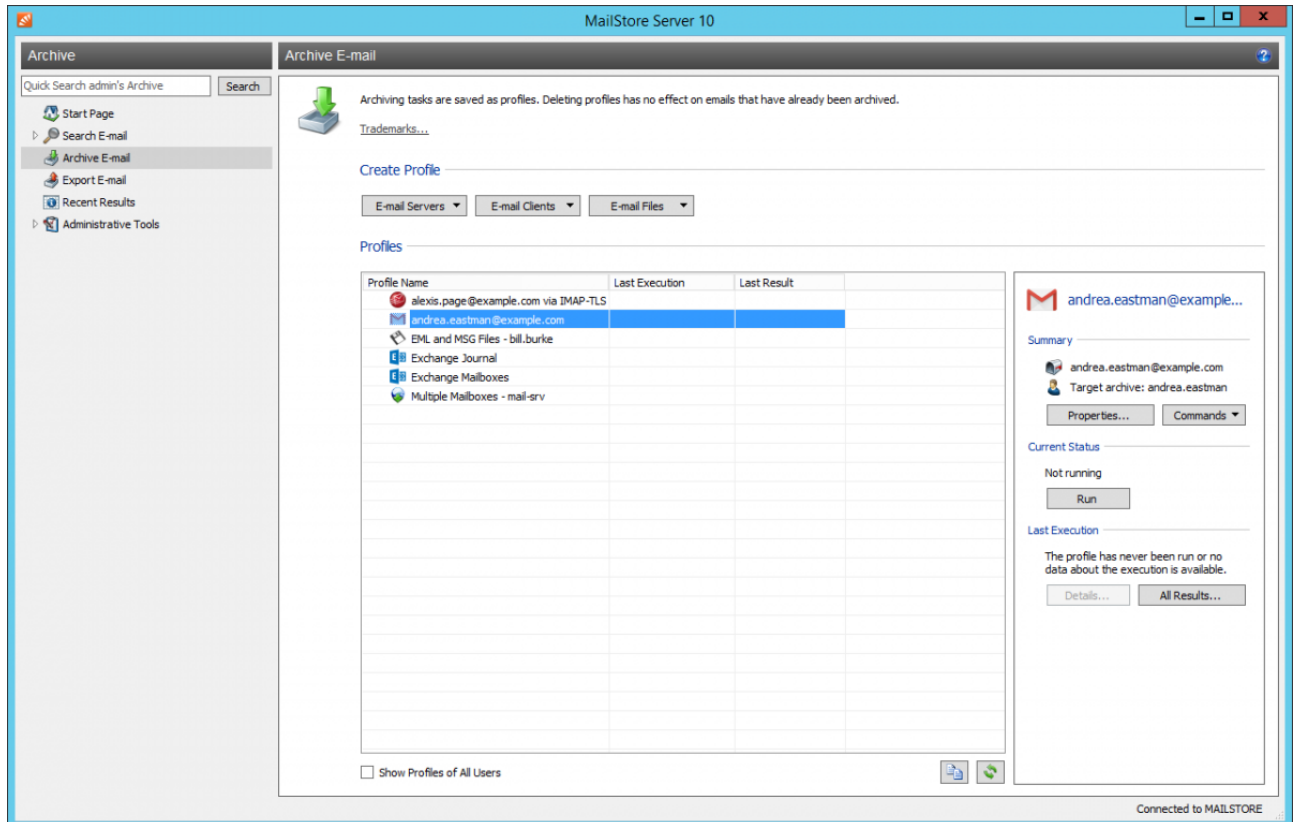 MailStore Server 10
Archive
Archive E-mail
Quick Search admin's Archive
Search
Start Page
Search E-mail
Archive E-mail
Export E-mail
Recent Results
Administrative Tools
Archiving tasks are saved as profiles. Deleting profiles has no effect on emails that have already been archived.
Trademarks...
Create Profile
E-mail Servers
E-mail Clients
E-mail Files
Profiles
Profile Name Last Execution Last Result
alexis.page@example.com via IMAP-TLS
andrea.eastman@example.com
EML and MSG Files - bill.burke
Exchange Journal
Exchange Mailboxes
Multiple Mailboxes - mail-srv
Show Profiles of All Users
andrea.eastman@example...
Summary
andrea.eastman@example.com
Target archive: andrea.eastman
Properties... Commands
Current Status
Not running
Run
Last Execution
The profile has never been run or no
data about the execution is available.
Details... All Results...
Connected to MAILSTORE